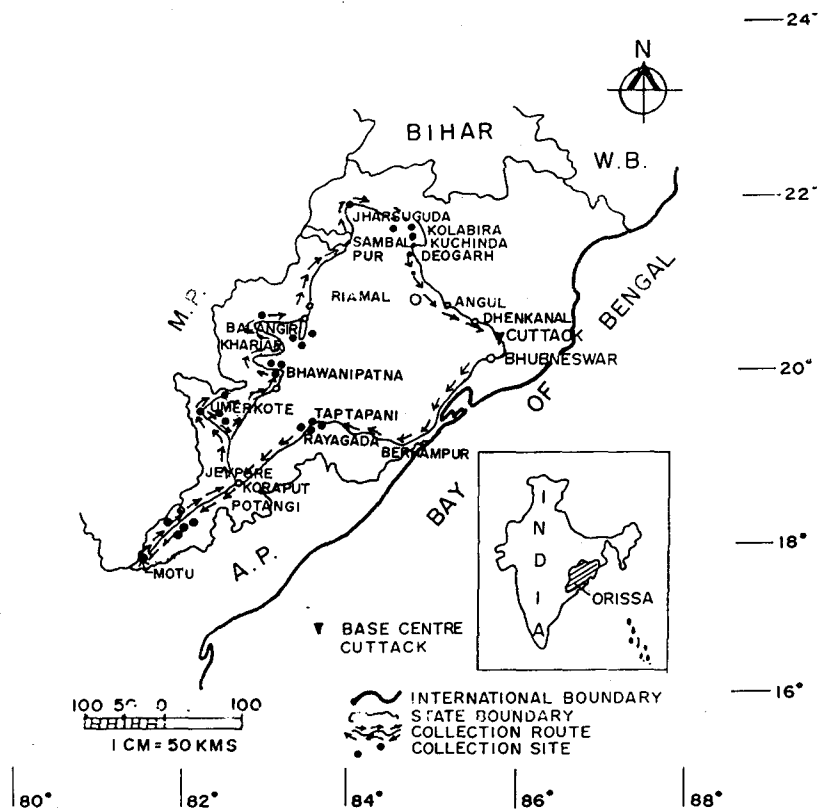 24°
N
BIHAR
W.B.
22°
JHARSUGUDA
KOLABIRA
SAMBAL
PUR
KUCHINDA
DEOGARH
M.P.
RIAMAL
ANGUL
DHENKANAL
BALANGIR
CUTTACK
KHARIAR
BHUBNESWAR
20°
BHAWANIPATNA
UMERKOTE
TAPTAPANI
RAYAGADA
BERHAMPUR
BAY OF BENGAL
JEYPORE
KORAPUT
POTANGI
A.P.
18°
MOTU
INDIA
ORISSA
BASE CENTRE
CUTTACK
16°
100 50 0 100
1 CM = 50 KMS
INTERNATIONAL BOUNDARY
STATE BOUNDARY
COLLECTION ROUTE
COLLECTION SITE
80° 82° 84° 86° 88°